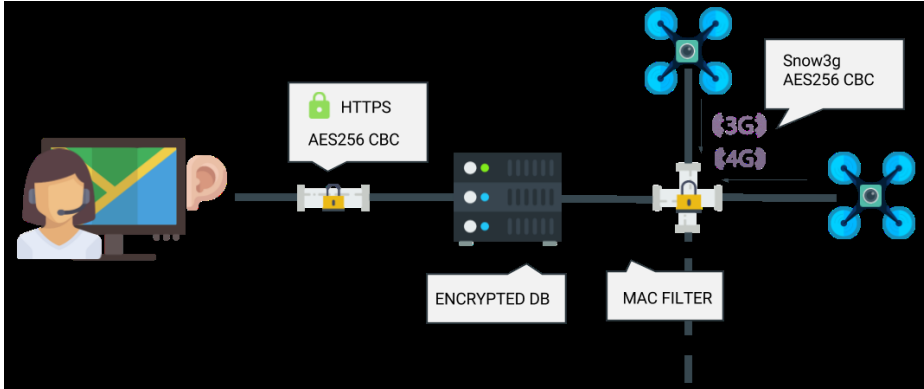 Snow3g
AES256 CBC
HTTPS
AES256 CBC
(3G)
(4G)
ENCRYPTED DB
MAC FILTER